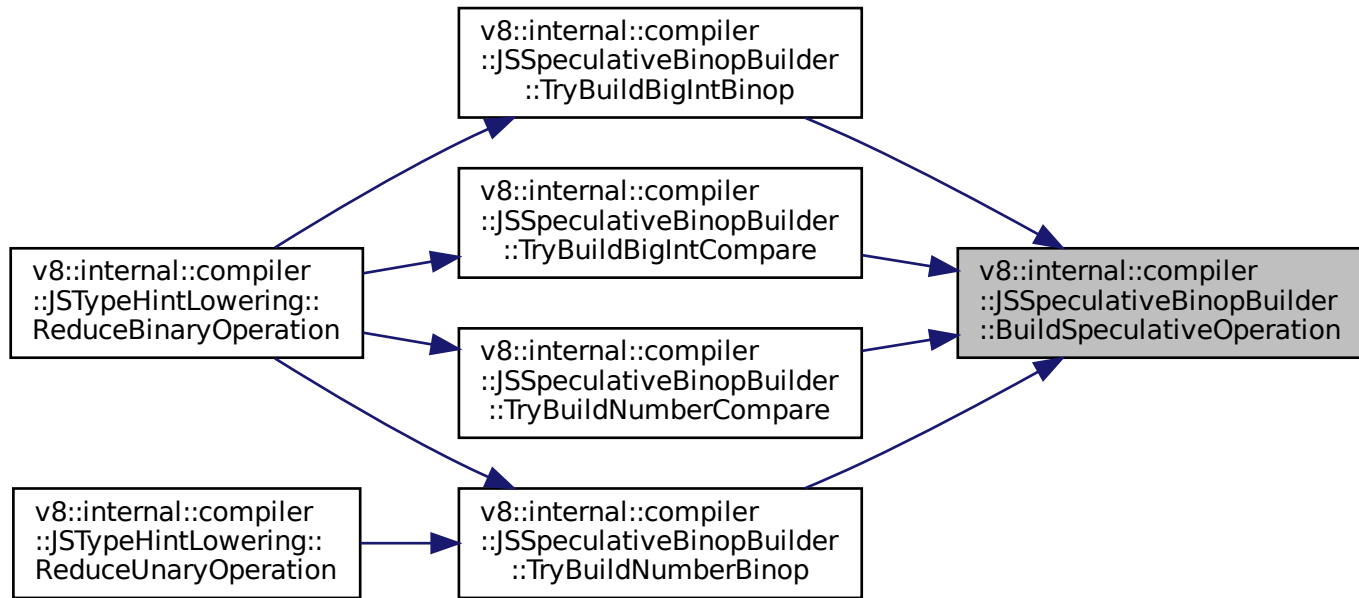 v8::internal::compiler
::JSSpeculativeBinopBuilder
::TryBuildBigIntBinop
v8::internal::compiler
::JSSpeculativeBinopBuilder
::TryBuildBigIntCompare
v8::internal::compiler
::JSTypeHintLowering::
ReduceBinaryOperation
v8::internal::compiler
::JSSpeculativeBinopBuilder
::BuildSpeculativeOperation
v8::internal::compiler
::JSSpeculativeBinopBuilder
::TryBuildNumberCompare
v8::internal::compiler
::JSTypeHintLowering::
ReduceUnaryOperation
v8::internal::compiler
::JSSpeculativeBinopBuilder
::TryBuildNumberBinop